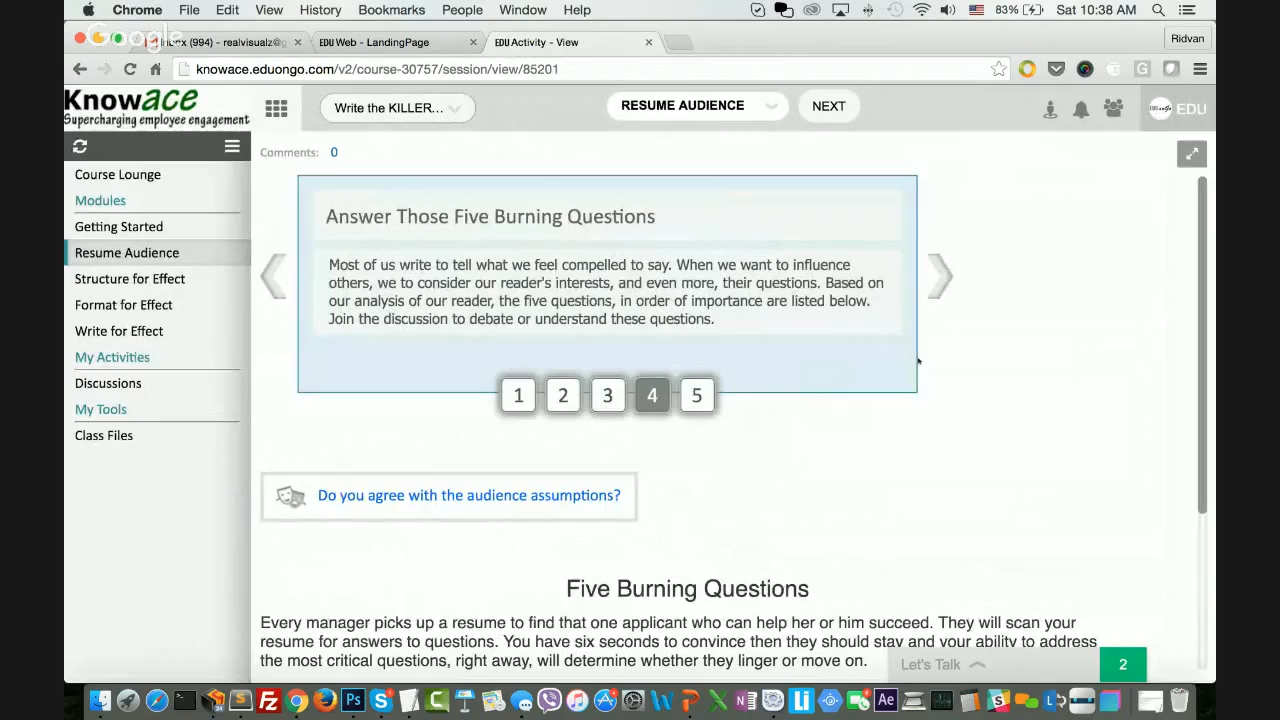 Chrome File Edit View History Bookmarks People Window Help 83% Sat 10:38 AM
Google
Inbox (994) - realvisualz@g × EDU Web - LandingPage × EDU Activity - View × Ridvan
knowace.eduongo.com/v2/course-30757/session/view/85201
KnowAce
Supercharging employee engagement
Write the KILLER... RESUME AUDIENCE NEXT EDU
Comments: 0
Course Lounge
Modules
Getting Started
Resume Audience
Structure for Effect
Format for Effect
Write for Effect
My Activities
Discussions
My Tools
Class Files
Answer Those Five Burning Questions
Most of us write to tell what we feel compelled to say. When we want to influence
others, we to consider our reader's interests, and even more, their questions. Based on
our analysis of our reader, the five questions, in order of importance are listed below.
Join the discussion to debate or understand these questions.
1 2 3 4 5
Do you agree with the audience assumptions?
Five Burning Questions
Every manager picks up a resume to find that one applicant who can help her or him succeed. They will scan your
resume for answers to questions. You have six seconds to convince then they should stay and your ability to address
the most critical questions, right away, will determine whether they linger or move on.
Let's Talk 2